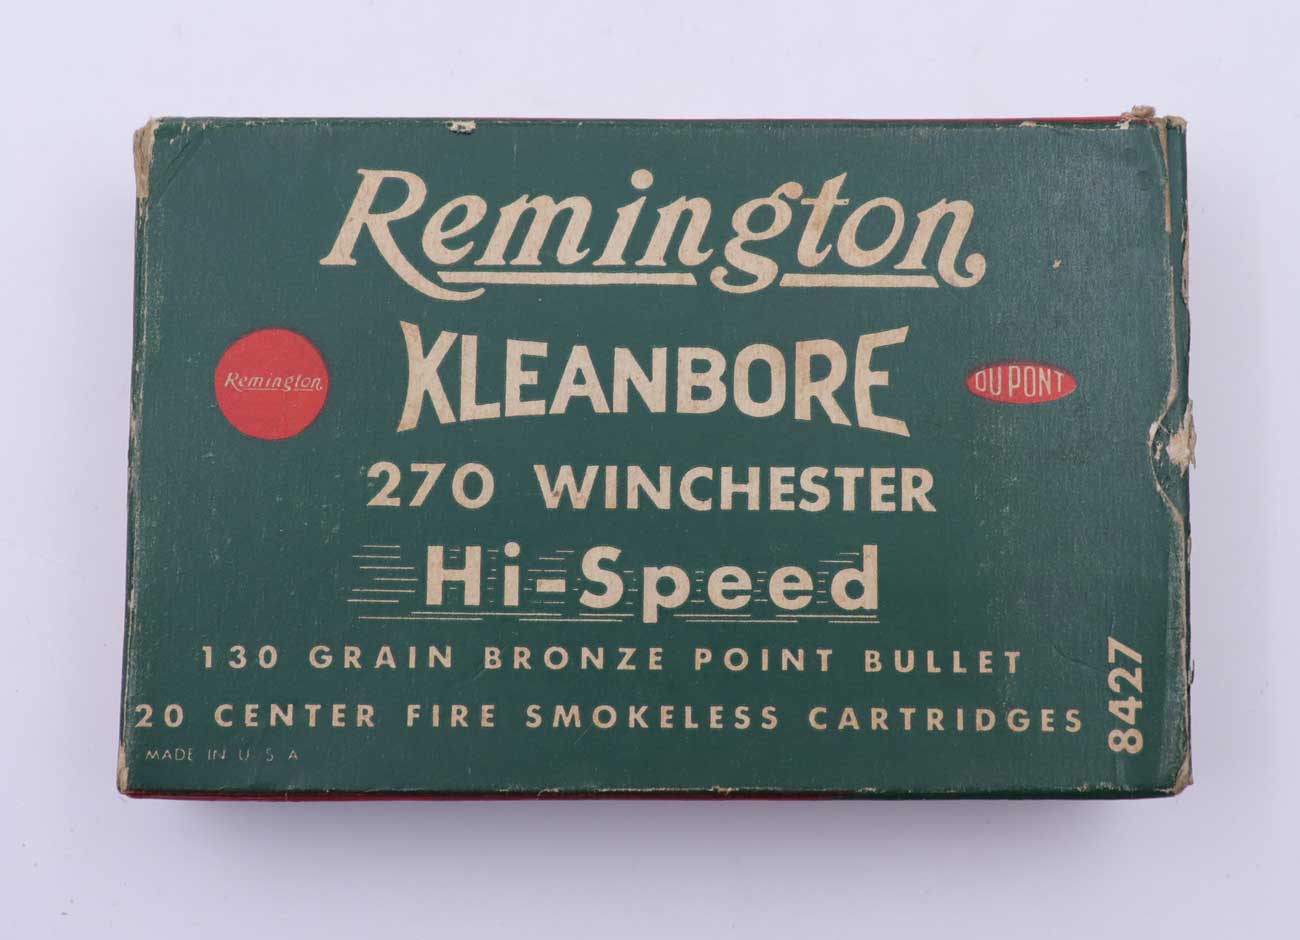 Remington
KLEANBORE
Remington
DU PONT
270 WINCHESTER
Hi-Speed
130 GRAIN BRONZE POINT BULLET
20 CENTER FIRE SMOKELESS CARTRIDGES
MADE IN U S A
8427